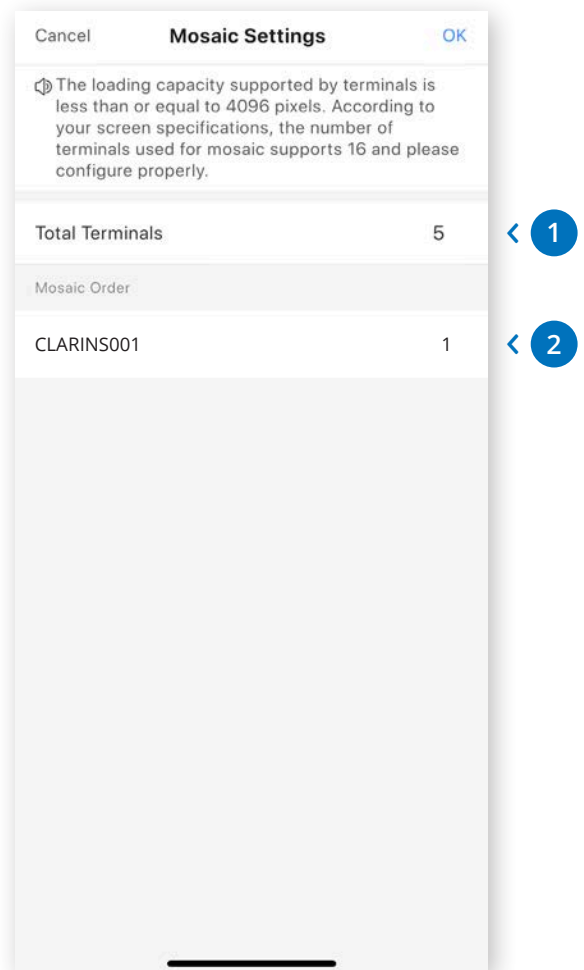 Cancel Mosaic Settings OK
The loading capacity supported by terminals is
less than or equal to 4096 pixels. According to
your screen specifications, the number of
terminals used for mosaic supports 16 and please
configure properly.
Total Terminals 5 1
Mosaic Order
CLARINS001 1 2